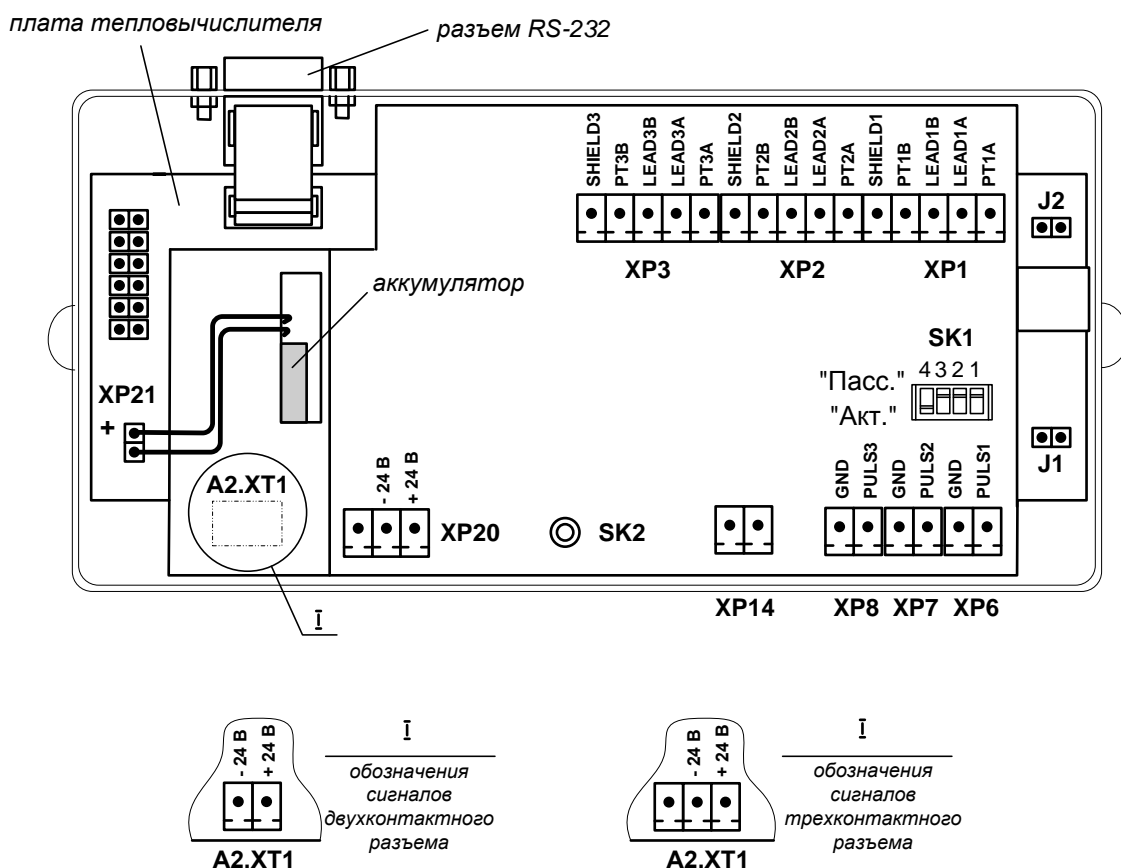 плата тепловычислителя
разъем RS-232
SHIELD3
PT3B
LEAD3B
LEAD3A
PT3A
SHIELD2
PT2B
LEAD2B
LEAD2A
PT2A
SHIELD1
PT1B
LEAD1B
LEAD1A
PT1A
J2
XP3
XP2
XP1
аккумулятор
SK1
4 3 2 1
"Пасс."
"Акт."
XP21
+
J1
A2.XT1
- 24 В
+ 24 В
XP20
SK2
GND
PULS3
GND
PULS2
GND
PULS1
XP14
XP8
XP7
XP6
I
- 24 В
+ 24 В
A2.XT1
I
обозначения
сигналов
двухконтактного
разъема
- 24 В
+ 24 В
A2.XT1
I
обозначения
сигналов
трехконтактного
разъема